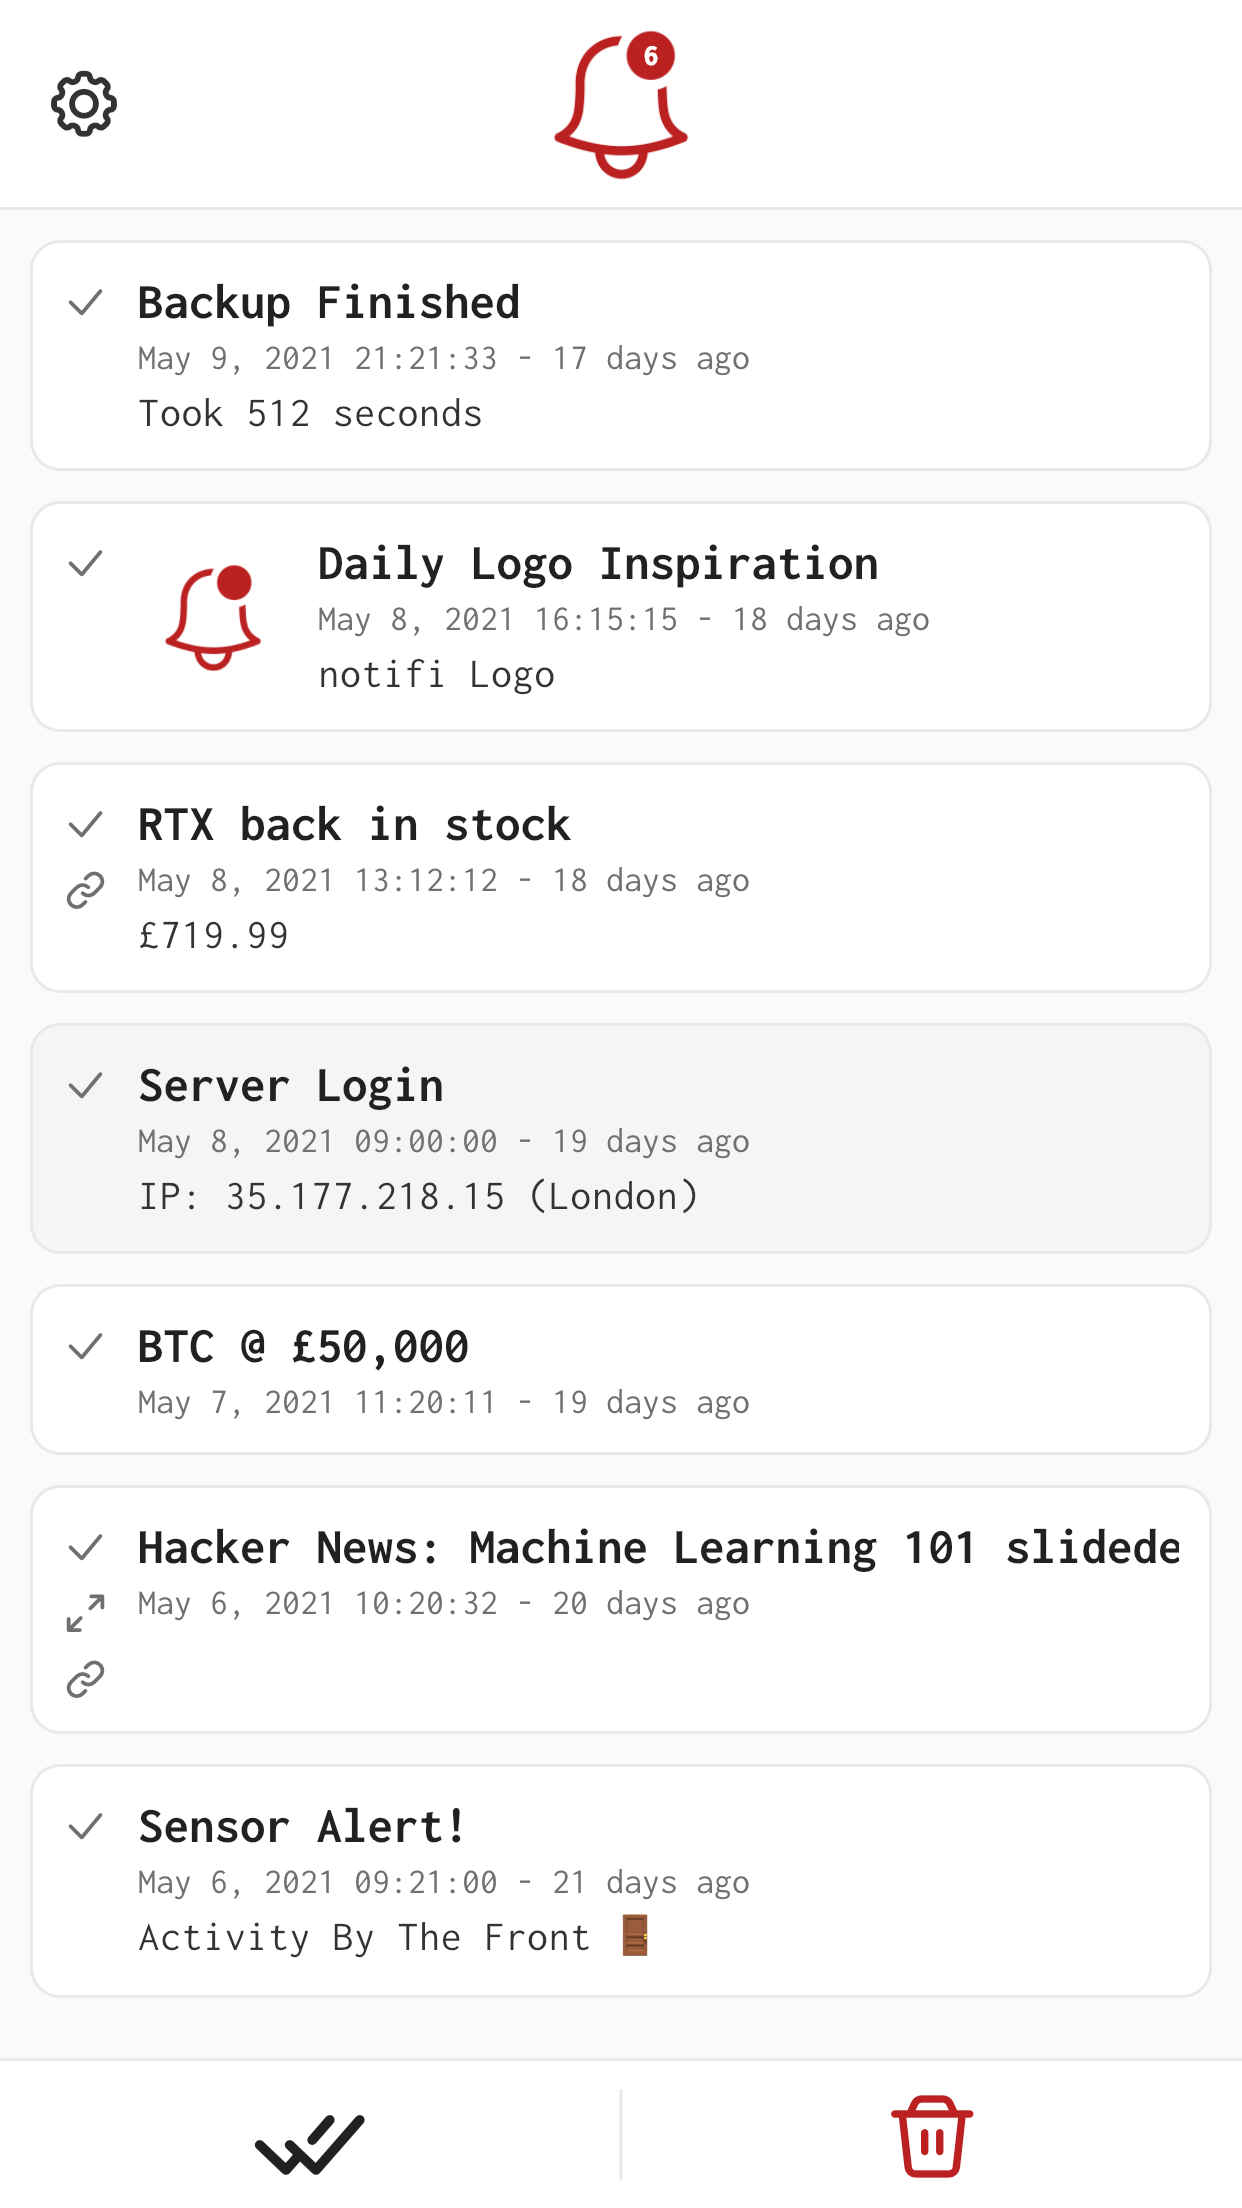 6
Backup Finished
May 9, 2021 21:21:33 - 17 days ago
Took 512 seconds
Daily Logo Inspiration
May 8, 2021 16:15:15 - 18 days ago
notifi Logo
RTX back in stock
May 8, 2021 13:12:12 - 18 days ago
£719.99
Server Login
May 8, 2021 09:00:00 - 19 days ago
IP: 35.177.218.15 (London)
BTC @ £50,000
May 7, 2021 11:20:11 - 19 days ago
Hacker News: Machine Learning 101 slidede
May 6, 2021 10:20:32 - 20 days ago
Sensor Alert!
May 6, 2021 09:21:00 - 21 days ago
Activity By The Front 🚪